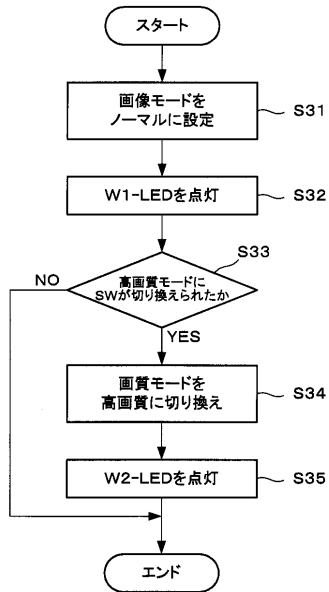 スタート
画像モードを
ノーマルに設定
S31
W1-LEDを点灯
S32
S33
高画質モードに
SWが切り換えられたか
NO
YES
画質モードを
高画質に切り換え
S34
W2-LEDを点灯
S35
エンド